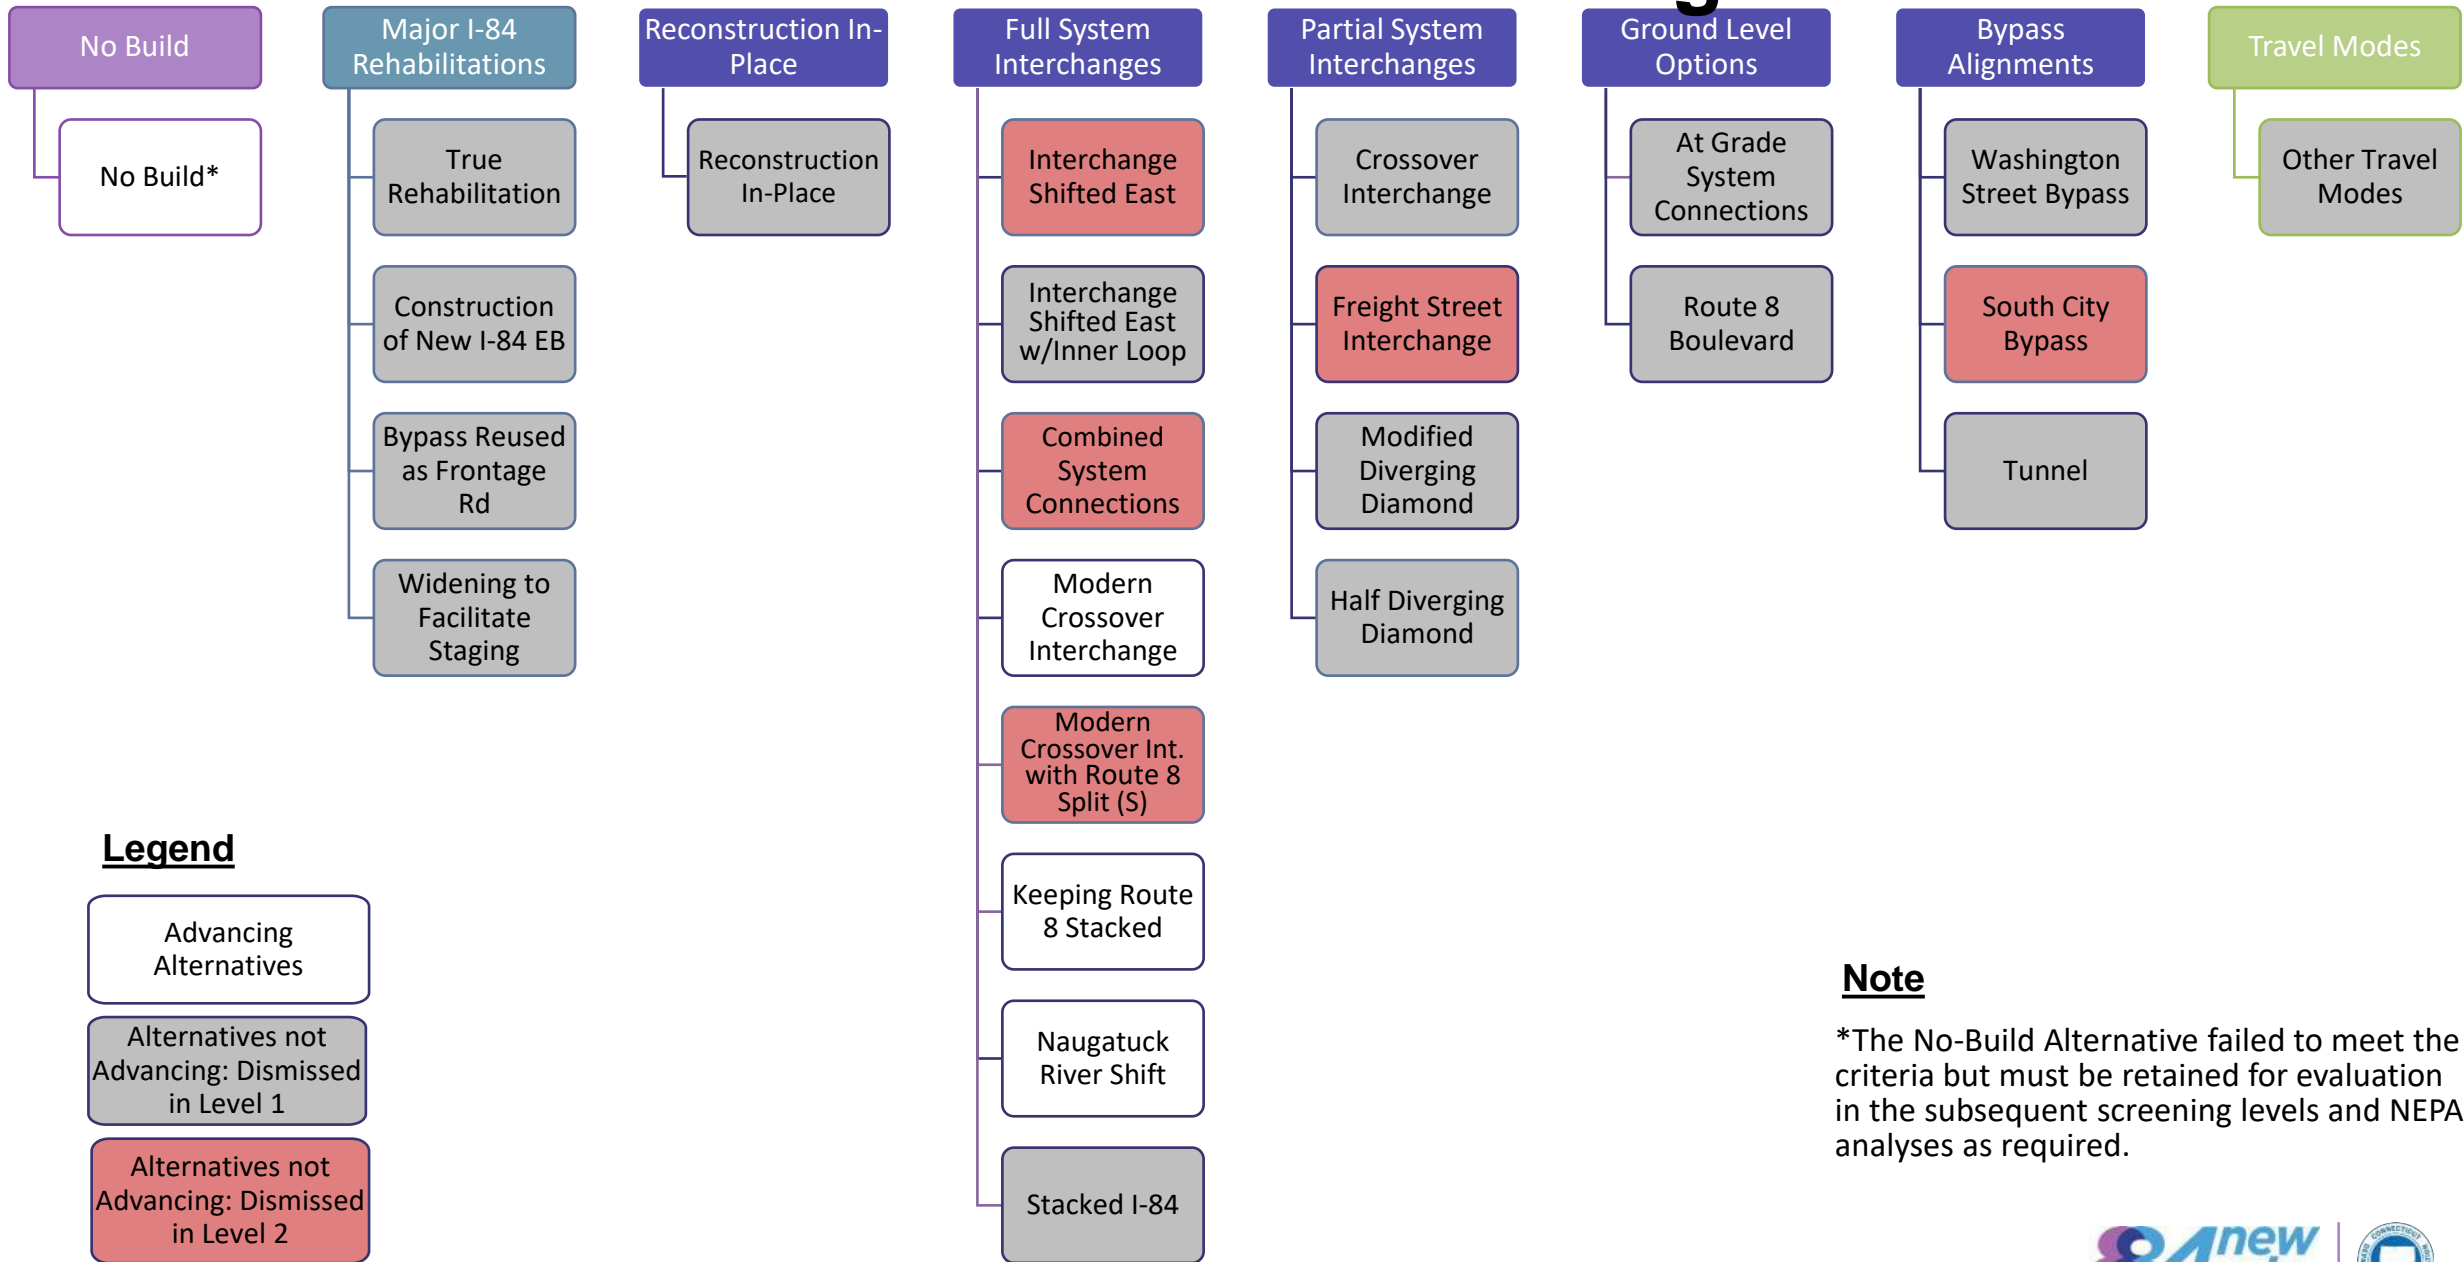 g
No Build
No Build*
Major I-84
Rehabilitations
True
Rehabilitation
Construction
of New I-84 EB
Bypass Reused
as Frontage
Rd
Widening to
Facilitate
Staging
Reconstruction In-
Place
Reconstruction
In-Place
Full System
Interchanges
Interchange
Shifted East
Interchange
Shifted East
w/Inner Loop
Combined
System
Connections
Modern
Crossover
Interchange
Modern
Crossover Int.
with Route 8
Split (S)
Keeping Route
8 Stacked
Naugatuck
River Shift
Stacked I-84
Partial System
Interchanges
Crossover
Interchange
Freight Street
Interchange
Modified
Diverging
Diamond
Half Diverging
Diamond
Ground Level
Options
At Grade
System
Connections
Route 8
Boulevard
Bypass
Alignments
Washington
Street Bypass
South City
Bypass
Tunnel
Travel Modes
Other Travel
Modes
Legend
Advancing
Alternatives
Alternatives not
Advancing: Dismissed
in Level 1
Alternatives not
Advancing: Dismissed
in Level 2
Note
*The No-Build Alternative failed to meet the
criteria but must be retained for evaluation
in the subsequent screening levels and NEPA
analyses as required.
new
CONNECTICUT